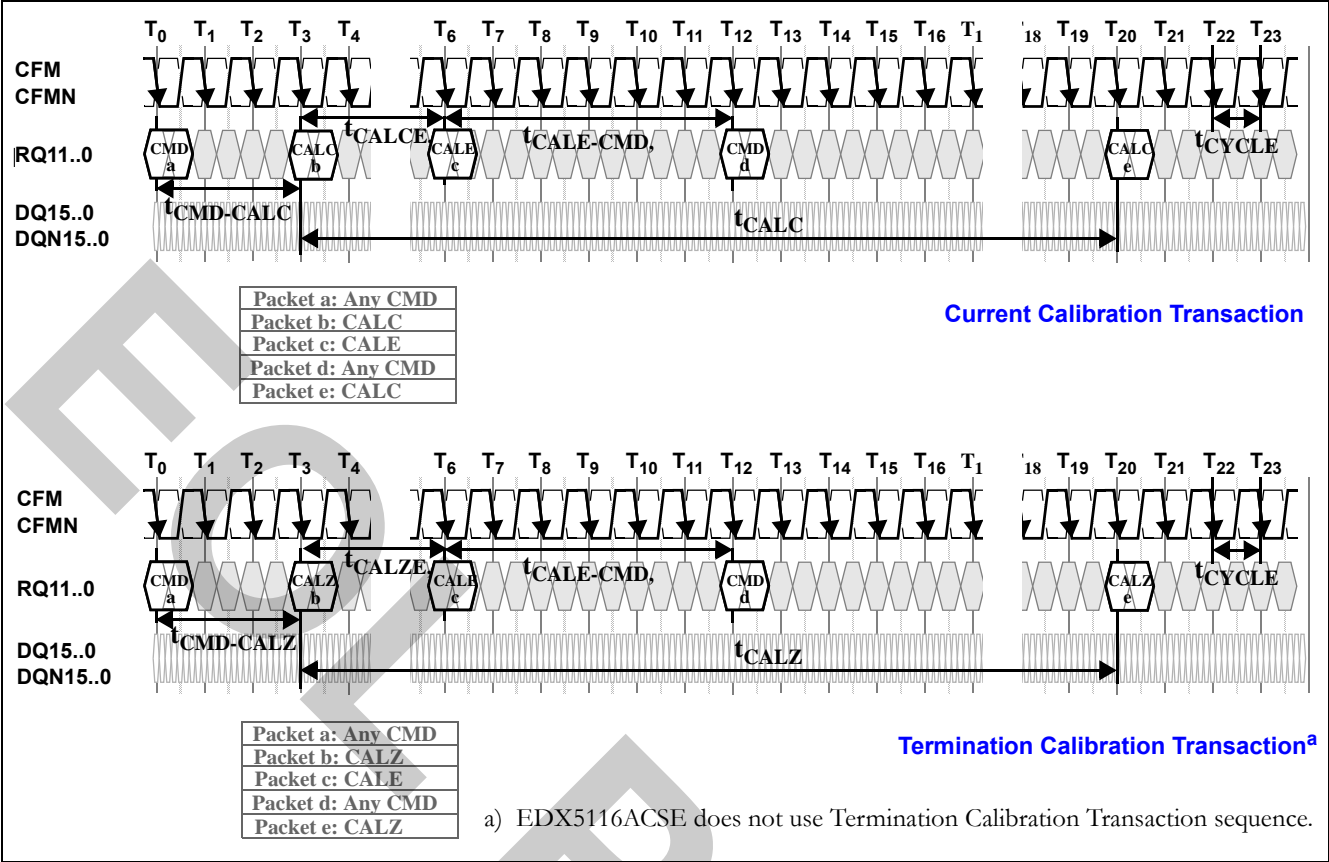 T0 T1 T2 T3 T4 T6 T7 T8 T9 T10 T11 T12 T13 T14 T15 T16 T1 18 T19 T20 T21 T22 T23
CFM
CFMN
tCALCE, tCALE-CMD, tCYCLE
RQ11..0
CMD a CALC b CALE c CMD d CALC e
tCMD-CALC
DQ15..0
DQN15..0
tCALC
Packet a: Any CMD
Packet b: CALC
Packet c: CALE
Packet d: Any CMD
Packet e: CALC
Current Calibration Transaction
T0 T1 T2 T3 T4 T6 T7 T8 T9 T10 T11 T12 T13 T14 T15 T16 T1 18 T19 T20 T21 T22 T23
CFM
CFMN
tCALZE, tCALE-CMD, tCYCLE
RQ11..0
CMD a CALZ b CALE c CMD d CALZ e
tCMD-CALZ
DQ15..0
DQN15..0
tCALZ
Packet a: Any CMD
Packet b: CALZ
Packet c: CALE
Packet d: Any CMD
Packet e: CALZ
Termination Calibration Transaction a
a) EDX5116ACSE does not use Termination Calibration Transaction sequence.
EOL P